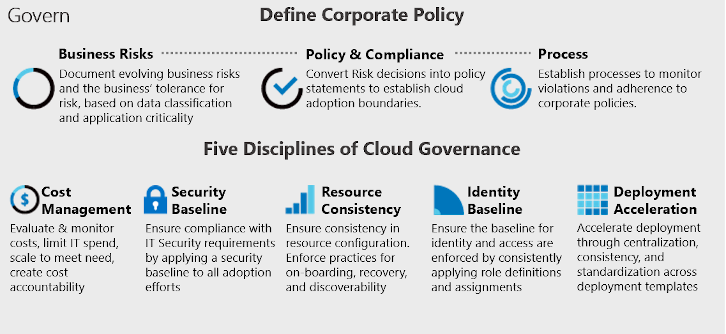 Govern
Define Corporate Policy
Business Risks
Document evolving business risks
and the business' tolerance for
risk, based on data classification
and application criticality
Policy & Compliance
Convert Risk decisions into policy
statements to establish cloud
adoption boundaries.
Process
Establish processes to monitor
violations and adherence to
corporate policies.
Five Disciplines of Cloud Governance
$
Cost
Management
Evaluate & monitor
costs, limit IT spend,
scale to meet need,
create cost
accountability
Security
Baseline
Ensure compliance with
IT Security requirements
by applying a security
baseline to all adoption
efforts
Resource
Consistency
Ensure consistency in
resource configuration.
Enforce practices for
on-boarding, recovery,
and discoverability
Identity
Baseline
Ensure the baseline for
identity and access are
enforced by consistently
applying role definitions
and assignments
Deployment
Acceleration
Accelerate deployment
through centralization,
consistency, and
standardization across
deployment templates